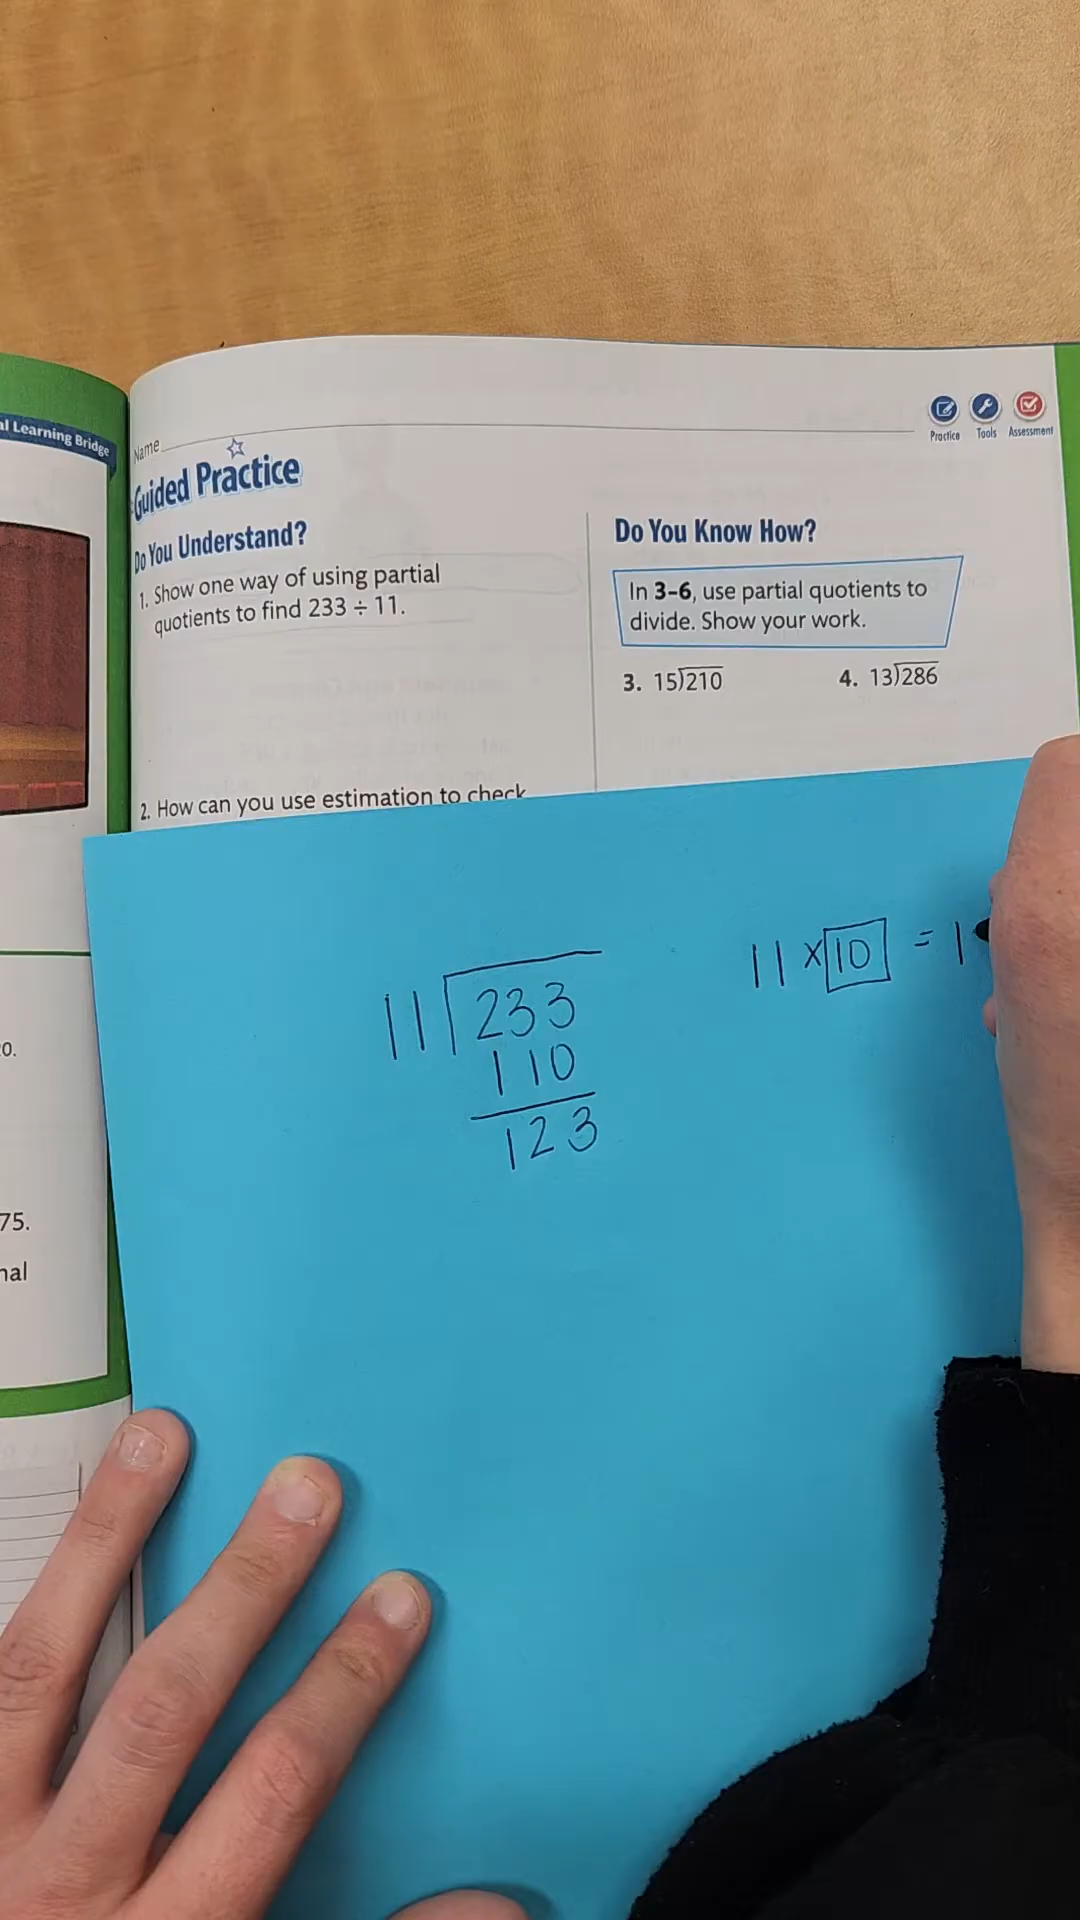 al Learning Bridge
Name
Practice Tools Assessment
Guided Practice
Do You Understand?
1. Show one way of using partial
quotients to find 233 ÷ 11.
2. How can you use estimation to check
Do You Know How?
In 3–6, use partial quotients to
divide. Show your work.
3. 15)210 4. 13)286
0.
75.
nal
11 233
110
123
11 × 10 = 1